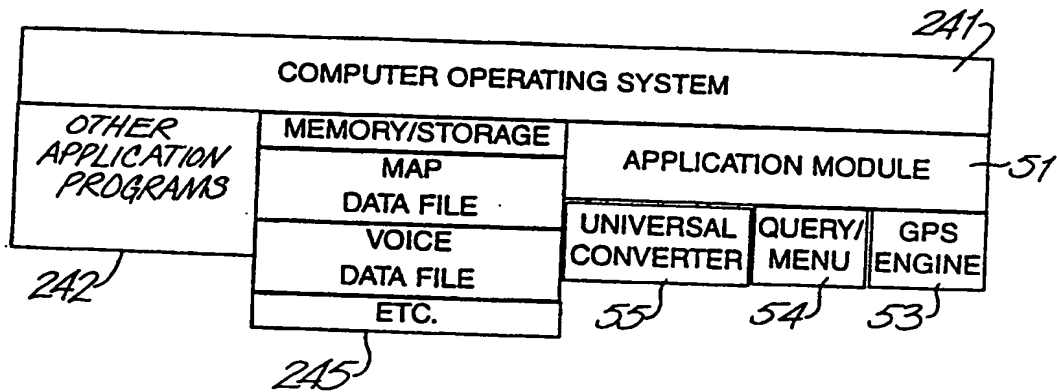 241
COMPUTER OPERATING SYSTEM
OTHER
APPLICATION
PROGRAMS
242
MEMORY/STORAGE
MAP
DATA FILE
VOICE
DATA FILE
ETC.
245
APPLICATION MODULE
51
UNIVERSAL
CONVERTER
55
QUERY/
MENU
54
GPS
ENGINE
53